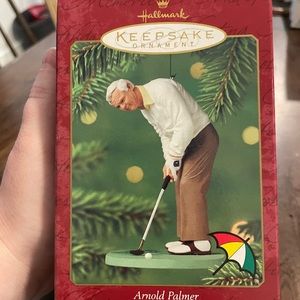 Hallmark
KEEPSAKE
ORNAMENT
Arnold Palmer